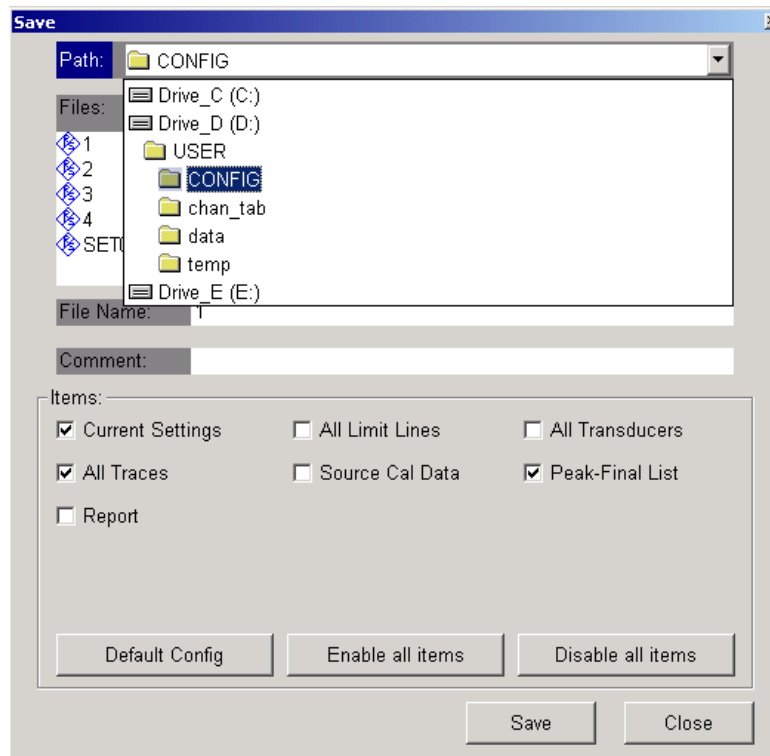 Save
Path: CONFIG
Files:
Drive_C (C:)
Drive_D (D:)
USER
CONFIG
chan_tab
data
temp
Drive_E (E:)
1
2
3
4
File Name: 1
Comment:
Items:
Current Settings All Limit Lines All Transducers
All Traces Source Cal Data Peak-Final List
Report
Default Config Enable all items Disable all items
Save Close